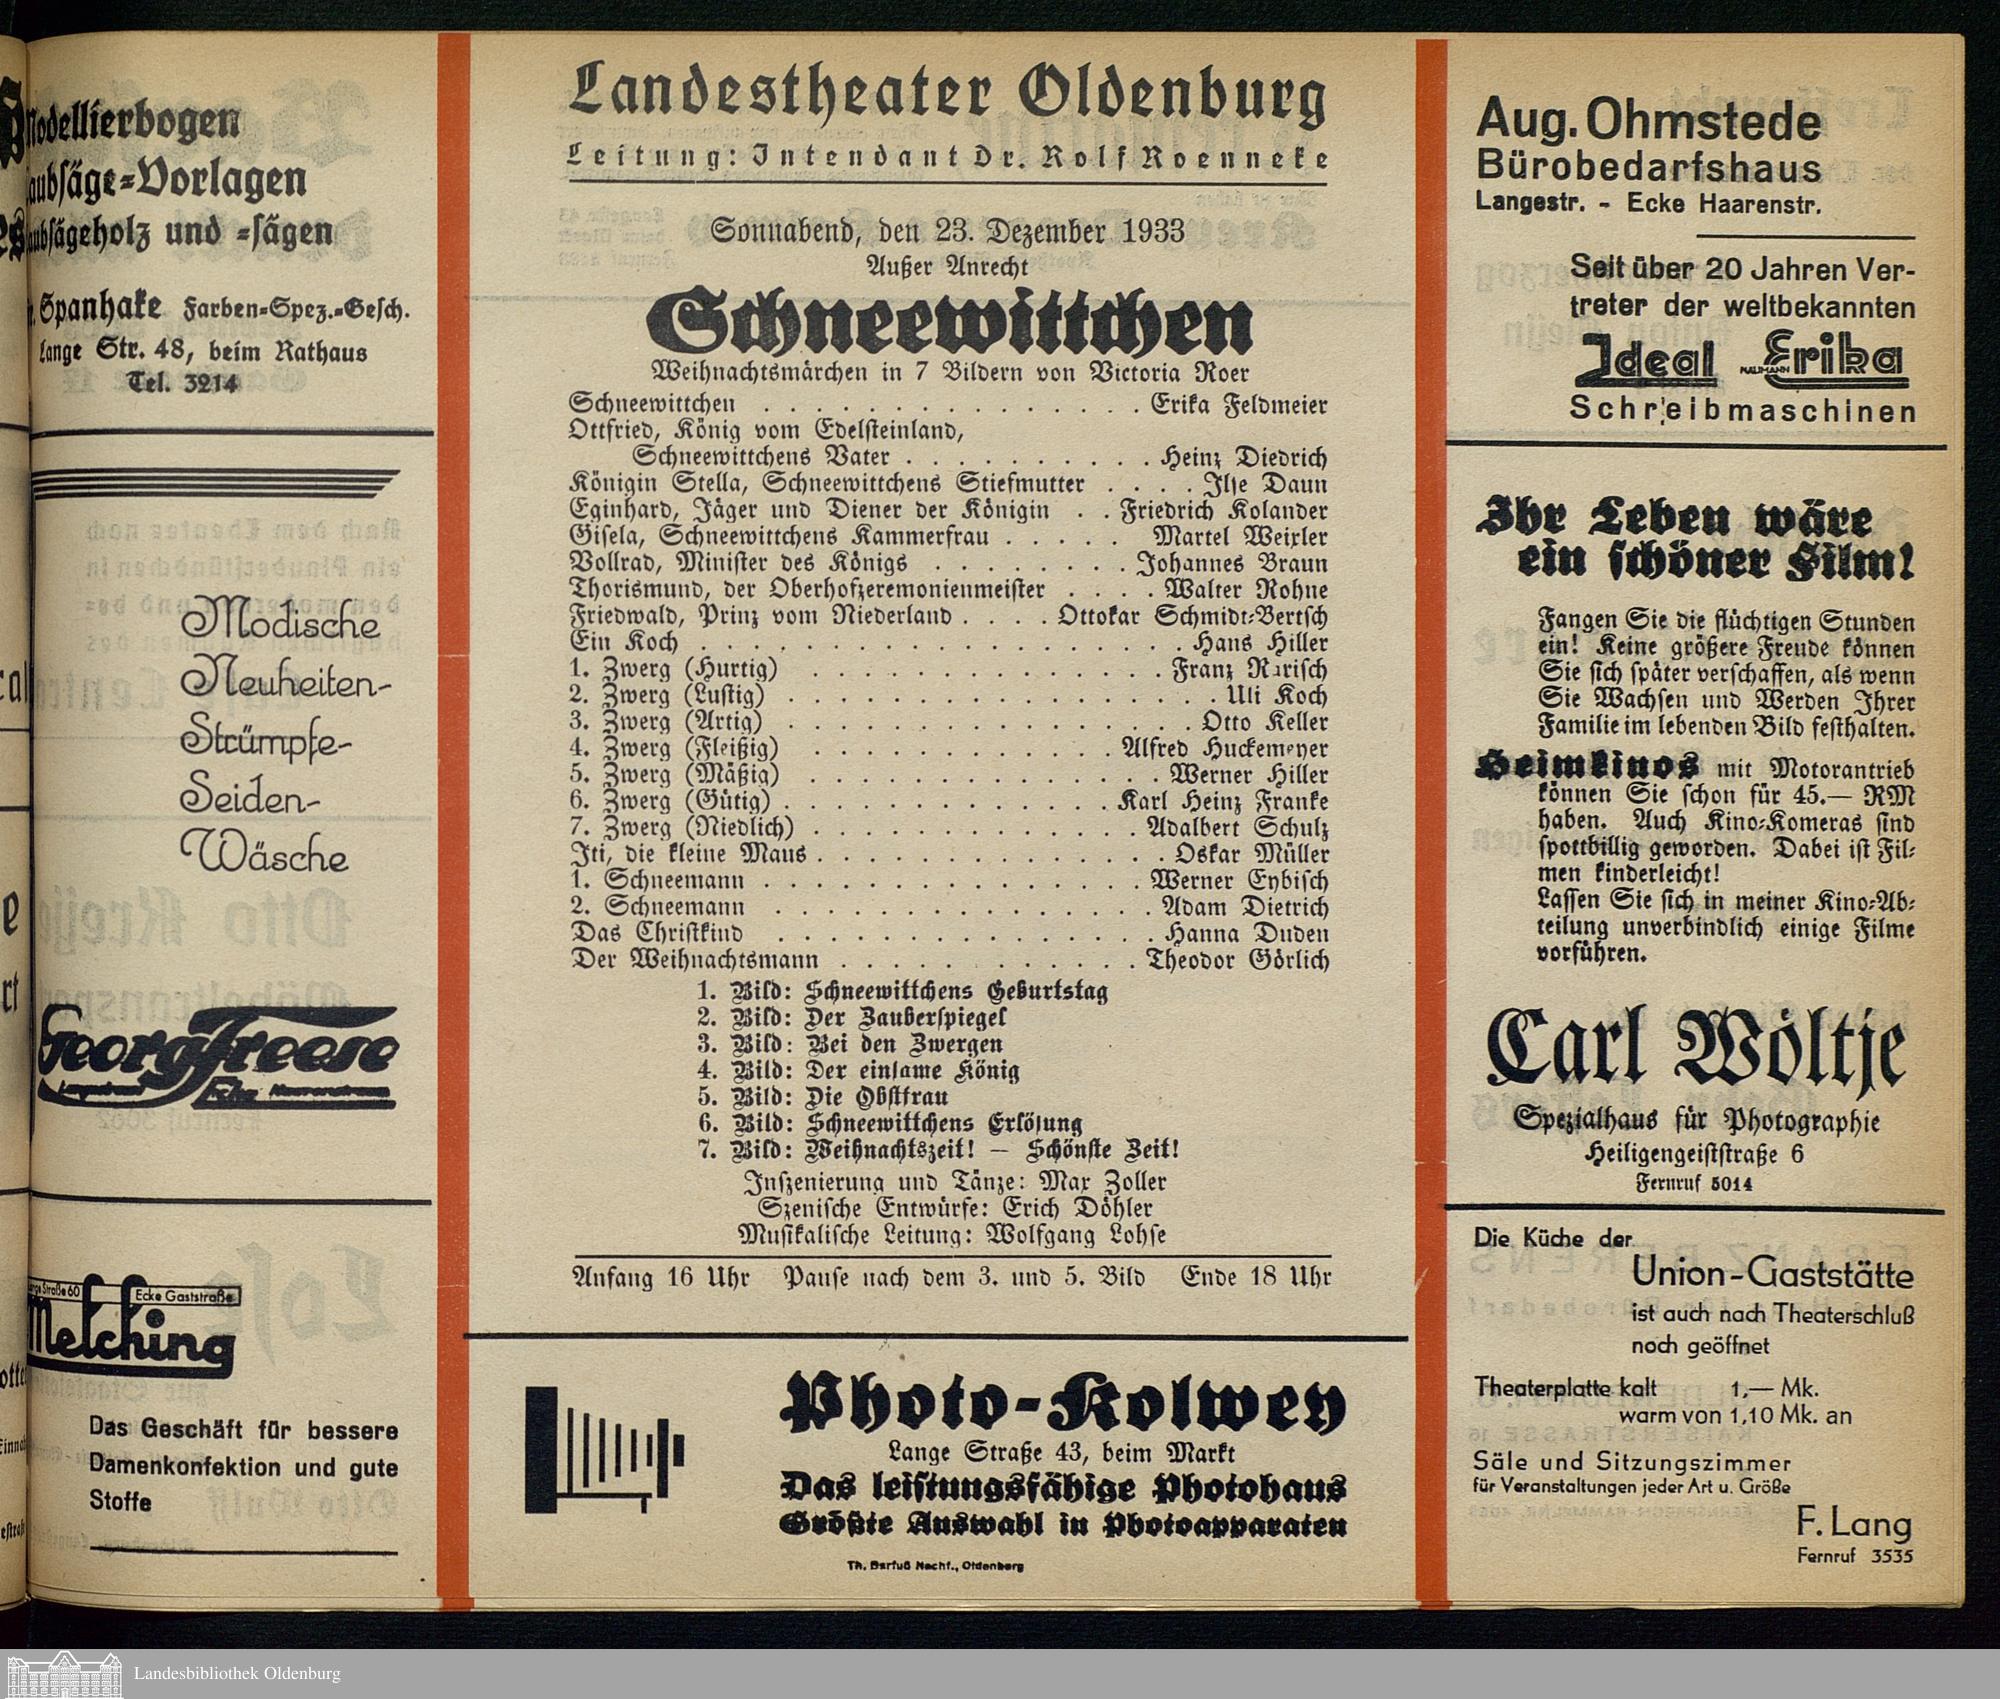 Modellierbogen
Laubsäge=Vorlagen
Laubsägeholz und =sägen
Spanhake Farben=Spez.=Gesch.
Lange Str. 48, beim Rathaus
Tel. 3214
Modische
Neuheiten-
Strümpfe-
Seiden-
Wäsche
Georg Freese
Melching
Lange Straße 60
Ecke Gaststraße
Das Geschäft für bessere
Damenkonfektion und gute
Stoffe
Landestheater Oldenburg
Leitung: Intendant Dr. Rolf Roenneke
Sonnabend, den 23. Dezember 1933
Außer Anrecht
Schneewittchen
Weihnachtsmärchen in 7 Bildern von Victoria Roer
Schneewittchen . . . . . . . . . . . . . . . Erika Feldmeier
Ottfried, König vom Edelsteinland,
Schneewittchens Vater . . . . . . . . . . Heinz Diedrich
Königin Stella, Schneewittchens Stiefmutter . . . . Ilse Daun
Eginhard, Jäger und Diener der Königin . . Friedrich Kolander
Gisela, Schneewittchens Kammerfrau . . . . . Martel Weixler
Vollrad, Minister des Königs . . . . . . . . Johannes Braun
Thorismund, der Oberhofzeremonienmeister . . . . Walter Rohne
Friedwald, Prinz vom Niederland . . . . Ottokar Schmidt=Bertsch
Ein Koch . . . . . . . . . . . . . . . . . . Hans Hiller
1. Zwerg (Hurtig) . . . . . . . . . . . . . . Franz
2. Zwerg (Lustig) . . . . . . . . . . . . . . . . . Uli Koch
3. Zwerg (Artig) . . . . . . . . . . . . . . . . Otto Keller
4. Zwerg (Fleißig) . . . . . . . . . . . . Alfred Huckemeyer
5. Zwerg (Mäßig) . . . . . . . . . . . . . . Werner Hiller
6. Zwerg (Gütig) . . . . . . . . . . . . . Karl Heinz Franke
7. Zwerg (Niedlich) . . . . . . . . . . . . . Adalbert Schulz
Iti, die kleine Maus . . . . . . . . . . . . . . Oskar Müller
1. Schneemann . . . . . . . . . . . . . . . Werner Eybisch
2. Schneemann . . . . . . . . . . . . . . . Adam Dietrich
Das Christkind . . . . . . . . . . . . . . . Hanna Duden
Der Weihnachtsmann . . . . . . . . . . . . Theodor Görlich
1. Bild: Schneewittchens Geburtstag
2. Bild: Der Zauberspiegel
3. Bild: Bei den Zwergen
4. Bild: Der einsame König
5. Bild: Die Obstfrau
6. Bild: Schneewittchens Erlösung
7. Bild: Weihnachtszeit! — Schönste Zeit!
Inszenierung und Tänze: Max Zoller
Szenische Entwürfe: Erich Döhler
Musikalische Leitung: Wolfgang Lohse
Anfang 16 Uhr Pause nach dem 3. und 5. Bild Ende 18 Uhr
Photo-Kolwey
Lange Straße 43, beim Markt
Das leistungsfähige Photohaus
Größte Auswahl in Photoapparaten
Th. Barfuß Nachf., Oldenberg
Aug. Ohmstede
Bürobedarfshaus
Langestr. - Ecke Haarenstr.
Seit über 20 Jahren Ver-
treter der weltbekannten
Ideal NAUMANN Erika
Schreibmaschinen
Ihr Leben wäre
ein schöner Film!
Fangen Sie die flüchtigen Stunden
ein! Keine größere Freude können
Sie sich später verschaffen, als wenn
Sie Wachsen und Werden Ihrer
Familie im lebenden Bild festhalten.
Heimkinos mit Motorantrieb
können Sie schon für 45.— RM
haben. Auch Kino=Komeras sind
spottbillig geworden. Dabei ist Fil=
men kinderleicht!
Lassen Sie sich in meiner Kino=Ab=
teilung unverbindlich einige Filme
vorführen.
Carl Wöltje
Spezialhaus für Photographie
Heiligengeiststraße 6
Fernruf 5014
Die Küche der
Union-Gaststätte
ist auch nach Theaterschluß
noch geöffnet
Theaterplatte kalt 1,— Mk.
warm von 1,10 Mk. an
Säle und Sitzungszimmer
für Veranstaltungen jeder Art u. Größe
F. Lang
Fernruf 3535
Landesbibliothek Oldenburg